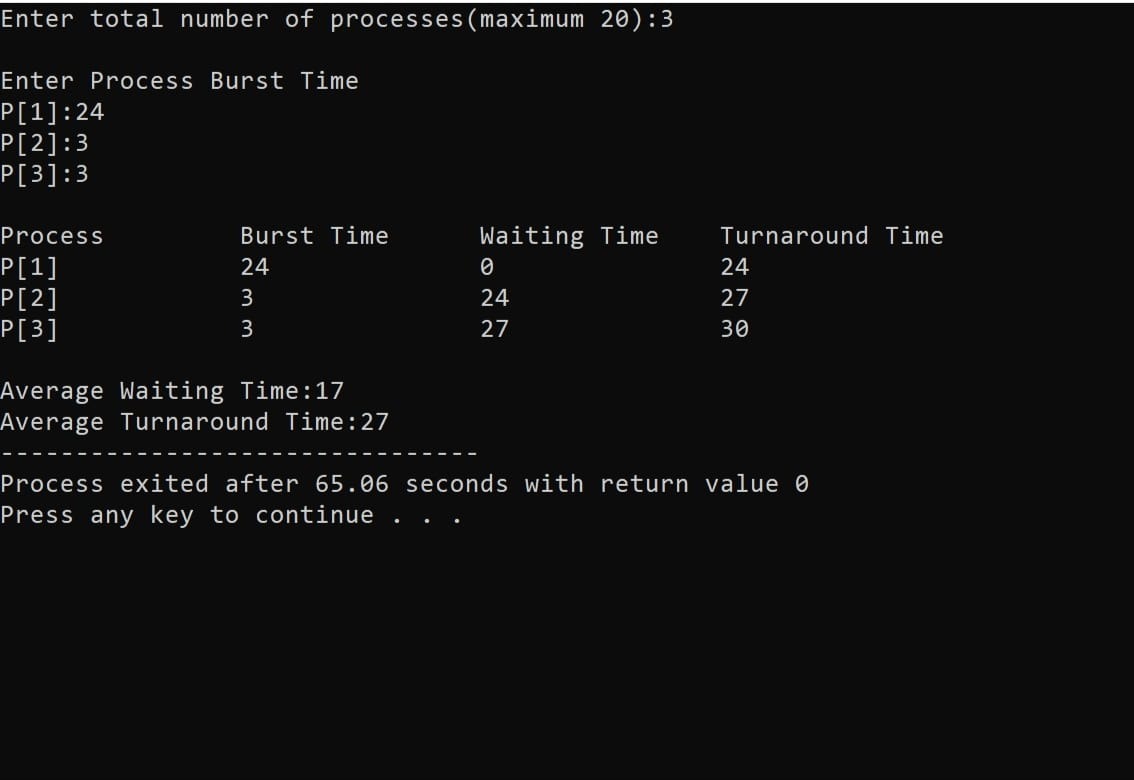 Enter total number of processes(maximum 20):3
Enter Process Burst Time
P[1]:24
P[2]:3
P[3]:3
Process Burst Time Waiting Time Turnaround Time
P[1] 24 0 24
P[2] 3 24 27
P[3] 3 27 30
Average Waiting Time:17
Average Turnaround Time:27
--------------------------------
Process exited after 65.06 seconds with return value 0
Press any key to continue . . .